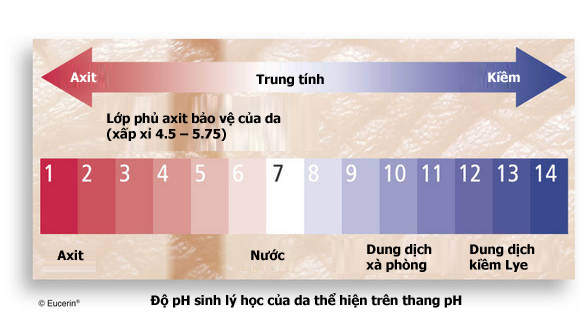 Axit
Trung tính
Kiềm
Lớp phủ axit bảo vệ của da
(xấp xỉ 4.5 – 5.75)
1 2 3 4 5 6 7 8 9 10 11 12 13 14
Axit
Nước
Dung dịch
xà phòng
Dung dịch
kiềm Lye
© Eucerin®
Độ pH sinh lý học của da thể hiện trên thang pH